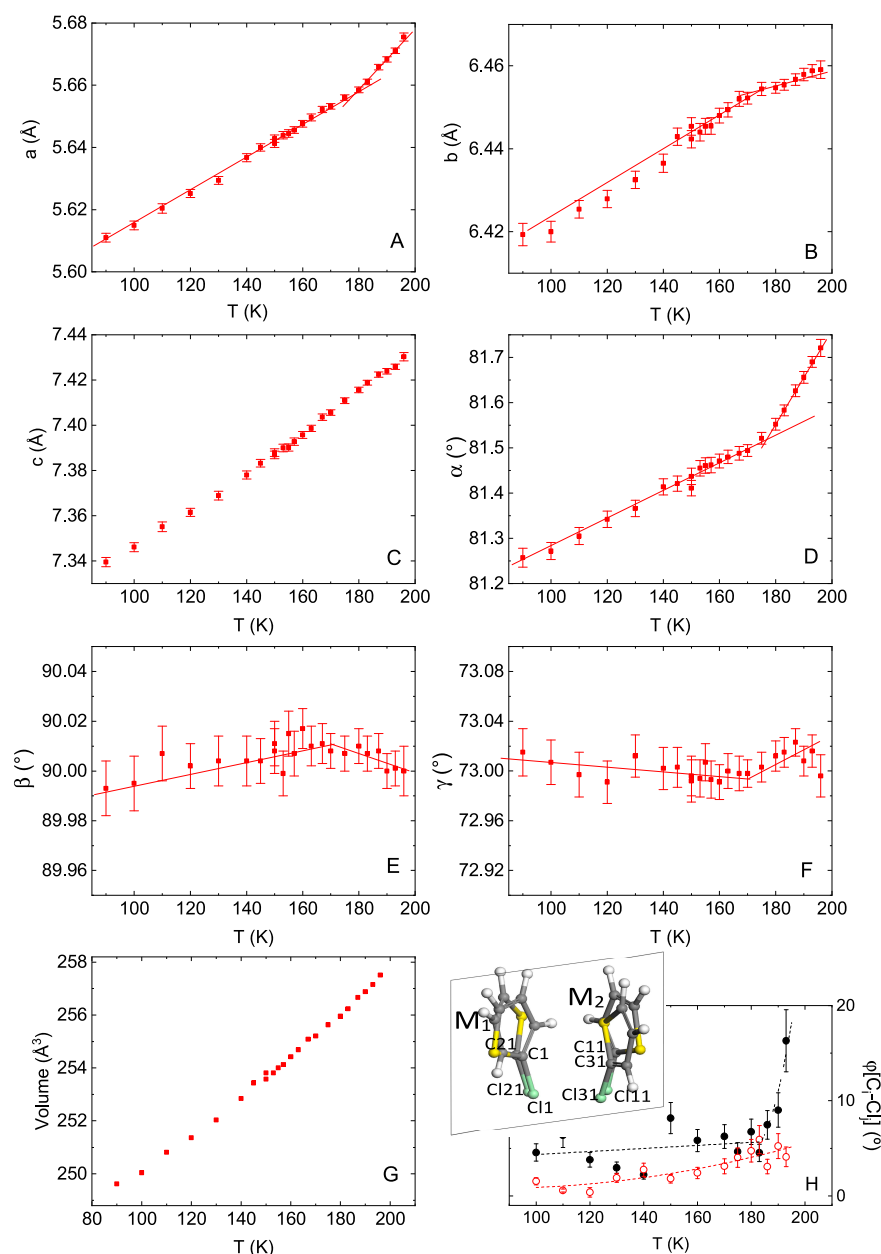 5.68
5.66
5.64
5.62
5.60
a (Å)
A
100 120 140 160 180 200
T (K)
6.46
6.44
6.42
b (Å)
B
100 120 140 160 180 200
T (K)
7.44
7.42
7.40
7.38
7.36
7.34
c (Å)
C
100 120 140 160 180 200
T (K)
81.7
81.6
81.5
81.4
81.3
81.2
α (°)
D
100 120 140 160 180 200
T (K)
90.04
90.02
90.00
89.98
89.96
β (°)
E
100 120 140 160 180 200
T (K)
73.08
73.04
73.00
72.96
72.92
γ (°)
F
100 120 140 160 180 200
T (K)
258
256
254
252
250
Volume (Å³)
G
80 100 120 140 160 180 200
T (K)
M₁
M₂
C21
C1
Cl21
Cl1
C11
C31
Cl31
Cl11
20
10
0
H
100 120 140 160 180 200
T (K)